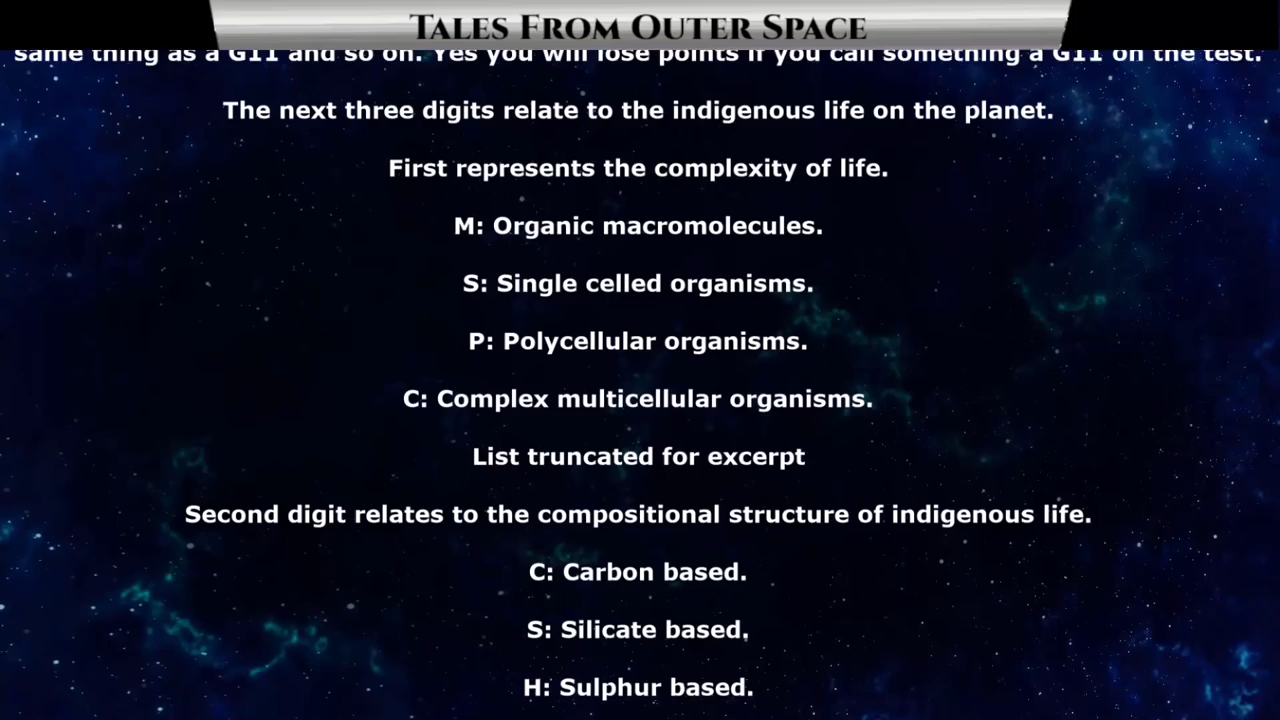 Tales From Outer Space
same thing as a G11 and so on. Yes you will lose points if you call something a G11 on the test.
The next three digits relate to the indigenous life on the planet.
First represents the complexity of life.
M: Organic macromolecules.
S: Single celled organisms.
P: Polycellular organisms.
C: Complex multicellular organisms.
List truncated for excerpt
Second digit relates to the compositional structure of indigenous life.
C: Carbon based.
S: Silicate based.
H: Sulphur based.